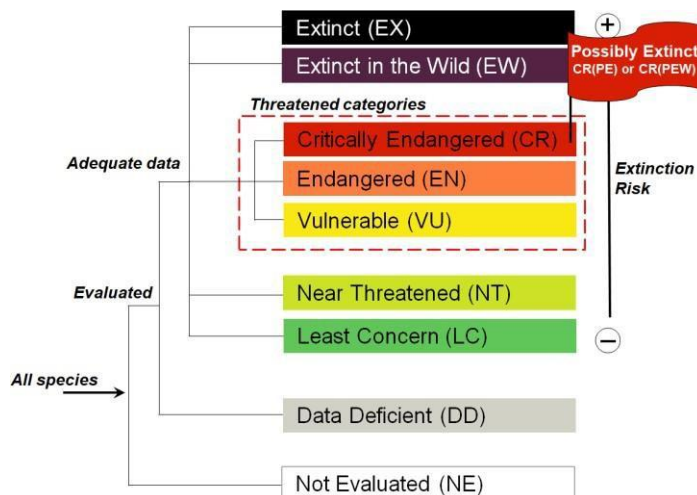 Extinct (EX)
+
Extinct in the Wild (EW)
Possibly Extinct
CR(PE) or CR(PEW)
Threatened categories
Critically Endangered (CR)
Adequate data
Extinction
Risk
Endangered (EN)
Vulnerable (VU)
Evaluated
Near Threatened (NT)
Least Concern (LC)
−
All species
Data Deficient (DD)
Not Evaluated (NE)